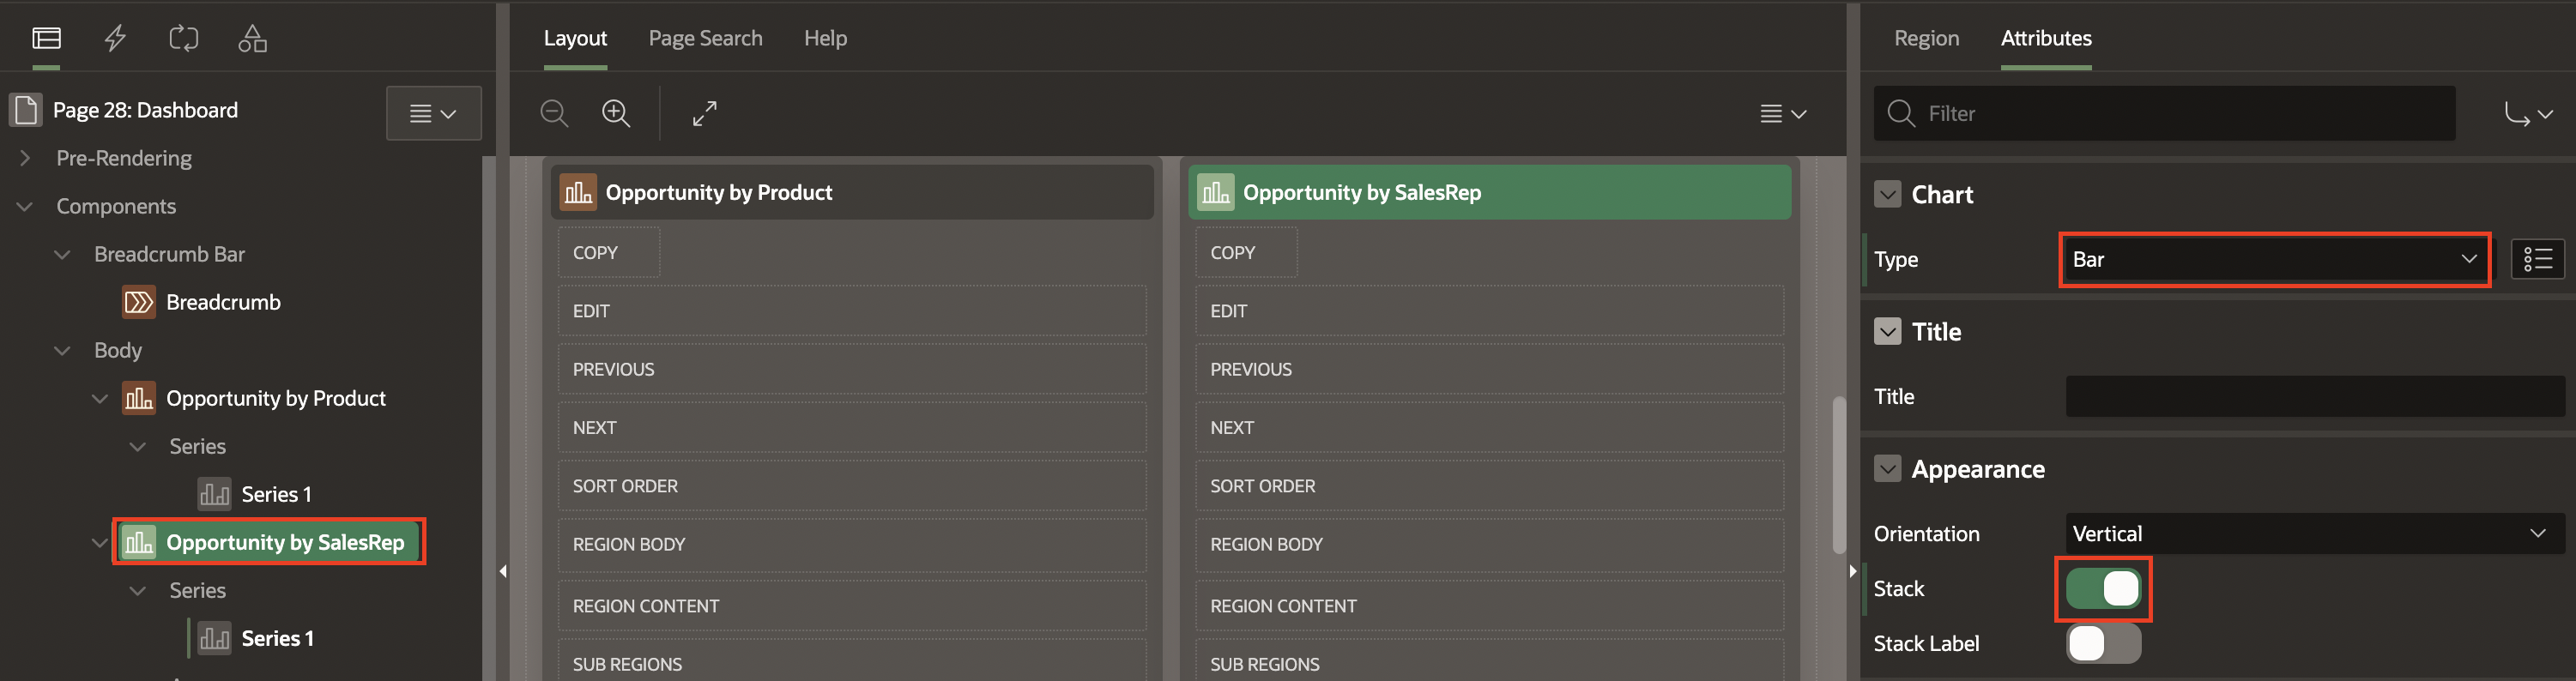 Layout
Page Search
Help
Region
Attributes
Page 28: Dashboard
Filter
Pre-Rendering
Components
Breadcrumb Bar
Breadcrumb
Body
Opportunity by Product
Series
Series 1
Opportunity by SalesRep
Series
Series 1
Opportunity by Product
COPY
EDIT
PREVIOUS
NEXT
SORT ORDER
REGION BODY
REGION CONTENT
SUB REGIONS
Opportunity by SalesRep
COPY
EDIT
PREVIOUS
NEXT
SORT ORDER
REGION BODY
REGION CONTENT
SUB REGIONS
Chart
Type
Bar
Title
Title
Appearance
Orientation
Vertical
Stack
Stack Label